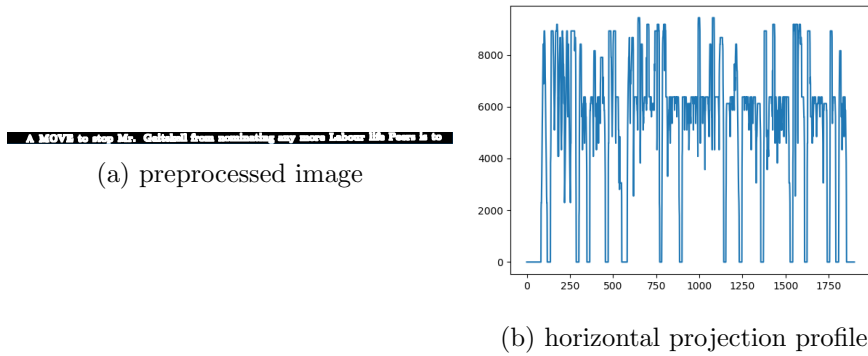 A MOVE to stop Mr. Gaitskell from nominating any more Labour life Peers is to
(a) preprocessed image
8000
6000
4000
2000
0
0 250 500 750 1000 1250 1500 1750
(b) horizontal projection profile